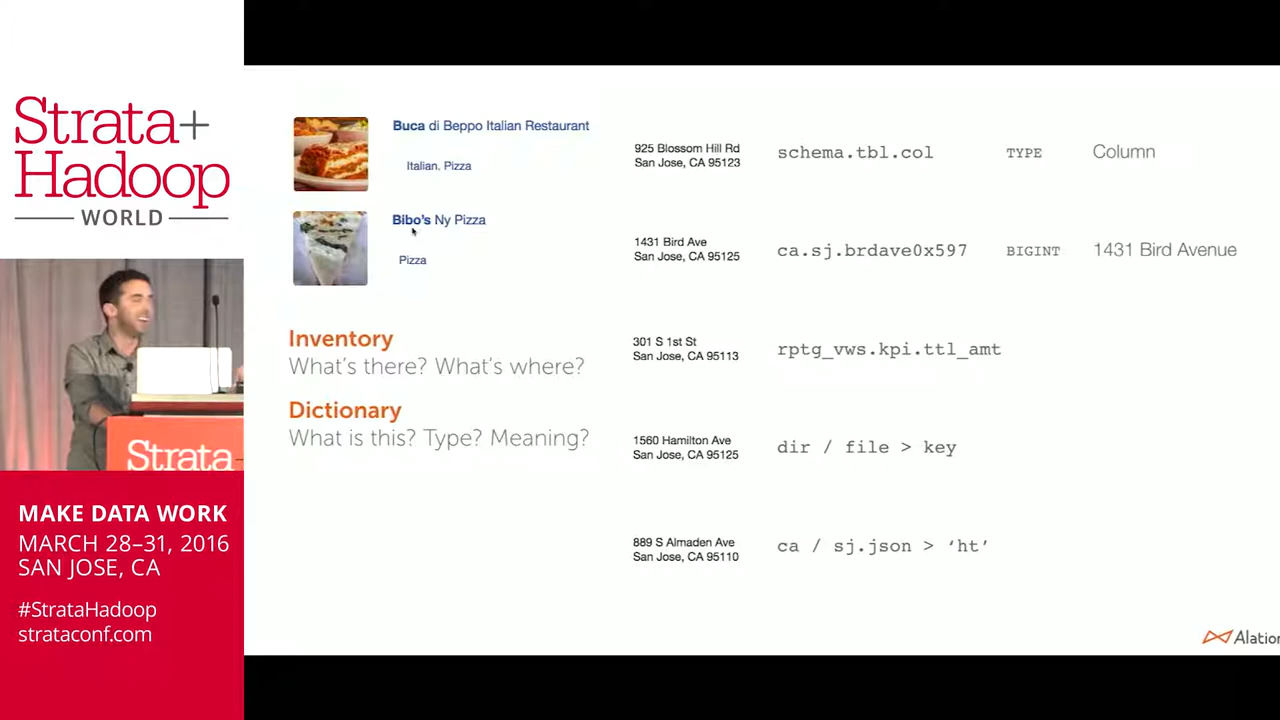 Strata+
Hadoop
WORLD
Strata
MAKE DATA WORK
MARCH 28–31, 2016
SAN JOSE, CA
#StrataHadoop
strataconf.com
Buca di Beppo Italian Restaurant
Italian, Pizza
Bibo's Ny Pizza
Pizza
Inventory
What's there? What's where?
Dictionary
What is this? Type? Meaning?
925 Blossom Hill Rd
San Jose, CA 95123
schema.tbl.col TYPE Column
1431 Bird Ave
San Jose, CA 95125
ca.sj.brdave0x597 BIGINT 1431 Bird Avenue
301 S 1st St
San Jose, CA 95113
rptg_vws.kpi.ttl_amt
1560 Hamilton Ave
San Jose, CA 95125
dir / file > key
889 S Almaden Ave
San Jose, CA 95110
ca / sj.json > ‘ht’
Alation